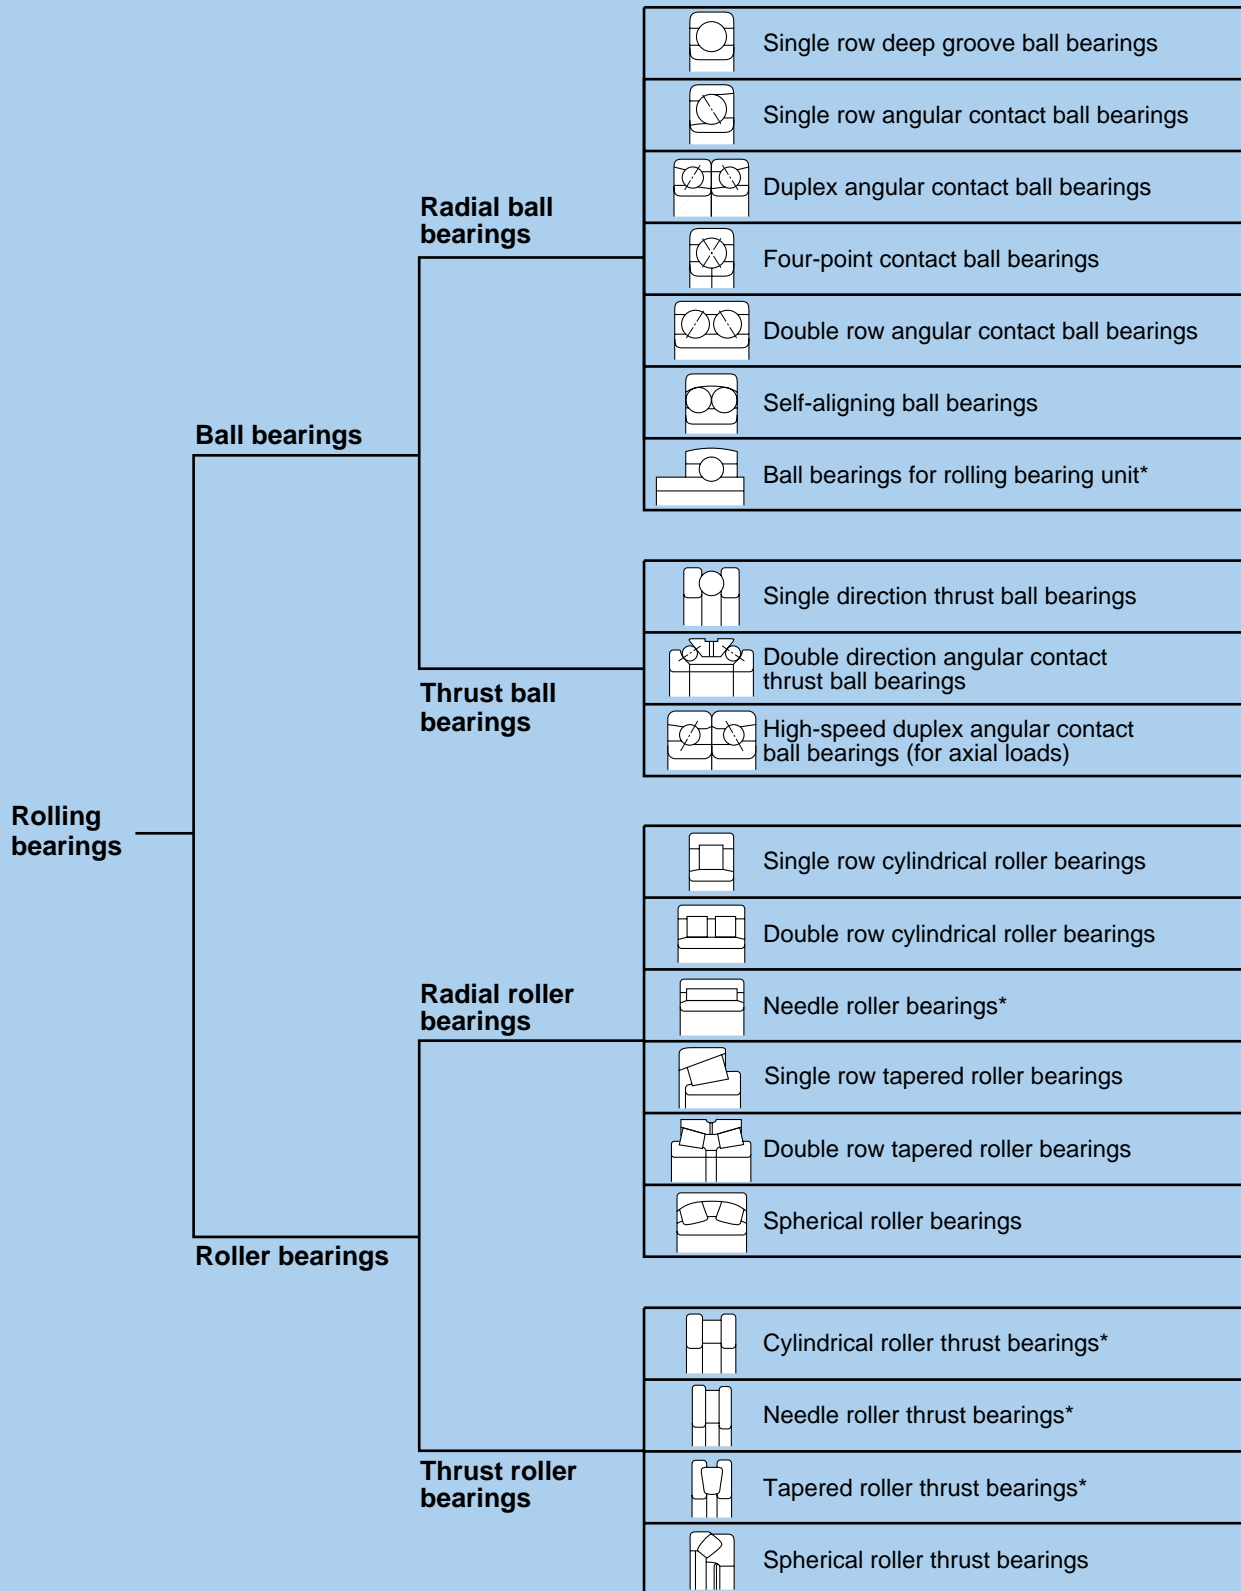 Rolling
bearings
Ball bearings
Radial ball
bearings
Single row deep groove ball bearings
Single row angular contact ball bearings
Duplex angular contact ball bearings
Four-point contact ball bearings
Double row angular contact ball bearings
Self-aligning ball bearings
Ball bearings for rolling bearing unit*
Thrust ball
bearings
Single direction thrust ball bearings
Double direction angular contact
thrust ball bearings
High-speed duplex angular contact
ball bearings (for axial loads)
Roller bearings
Radial roller
bearings
Single row cylindrical roller bearings
Double row cylindrical roller bearings
Needle roller bearings*
Single row tapered roller bearings
Double row tapered roller bearings
Spherical roller bearings
Thrust roller
bearings
Cylindrical roller thrust bearings*
Needle roller thrust bearings*
Tapered roller thrust bearings*
Spherical roller thrust bearings